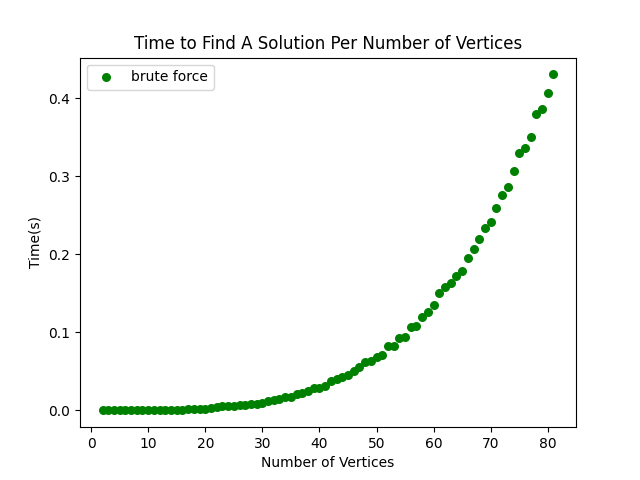 Time to Find A Solution Per Number of Vertices
brute force
Time(s)
0.4
0.3
0.2
0.1
0.0
0 10 20 30 40 50 60 70 80
Number of Vertices